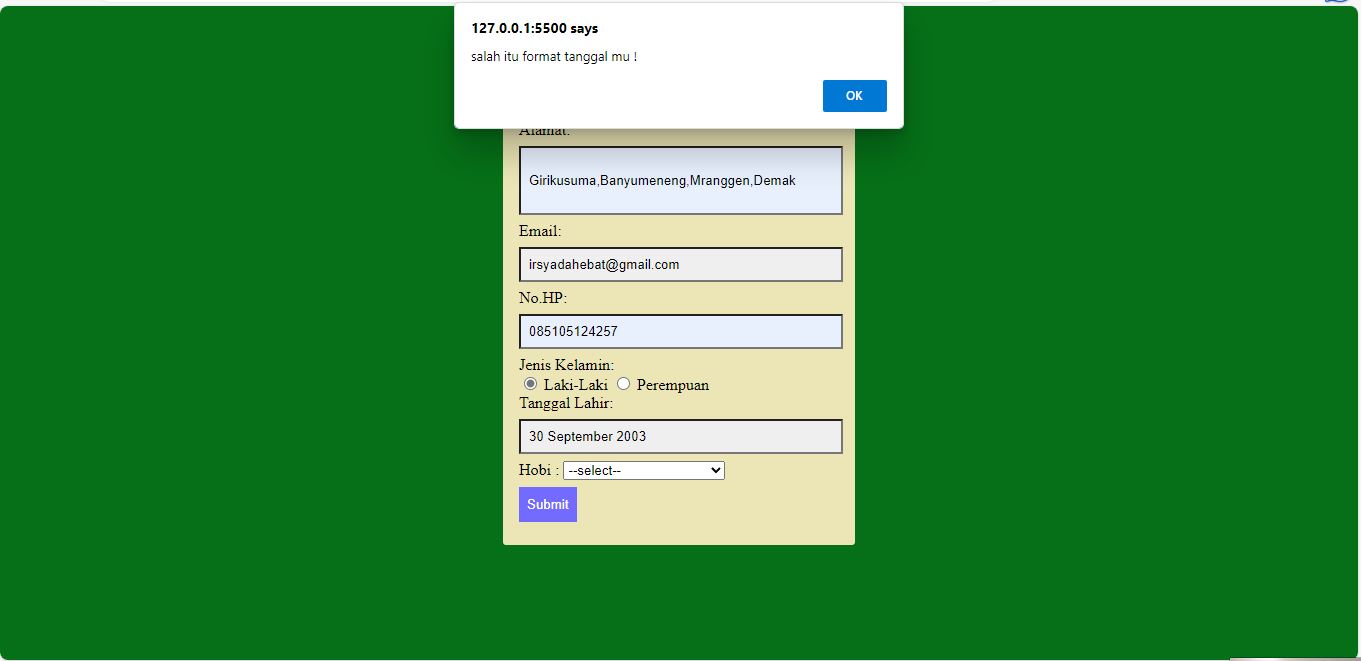 127.0.0.1:5500 says
salah itu format tanggal mu !
OK
Alamat:
Girikusuma,Banyumeneng,Mranggen,Demak
Email:
irsyadahebat@gmail.com
No.HP:
085105124257
Jenis Kelamin:
Laki-Laki Perempuan
Tanggal Lahir:
30 September 2003
Hobi : --select--
Submit